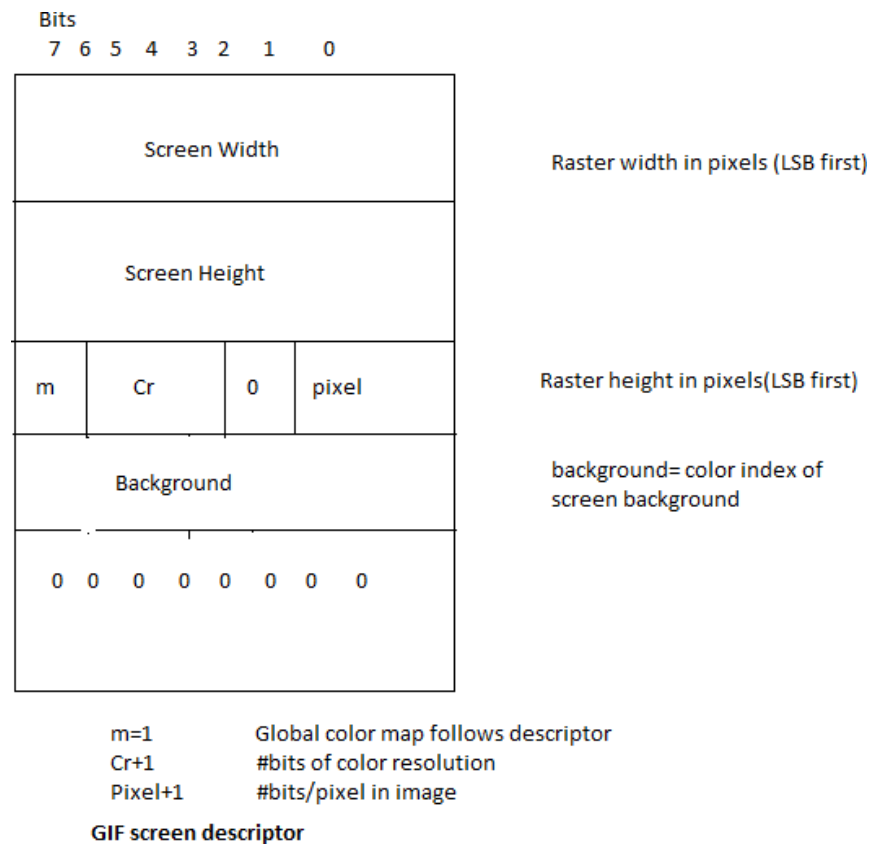 Bits
7 6 5 4 3 2 1 0
Screen Width
Raster width in pixels (LSB first)
Screen Height
m Cr 0 pixel
Raster height in pixels(LSB first)
Background
background= color index of
screen background
0 0 0 0 0 0 0 0
m=1 Global color map follows descriptor
Cr+1 #bits of color resolution
Pixel+1 #bits/pixel in image
GIF screen descriptor